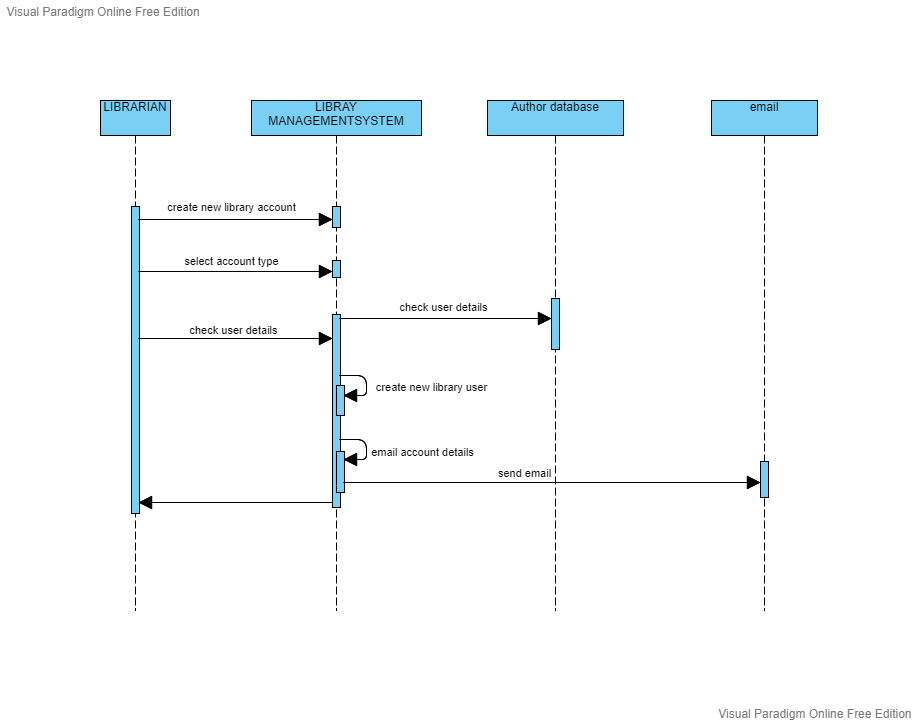 Visual Paradigm Online Free Edition
LIBRARIAN
LIBRAY
MANAGEMENTSYSTEM
Author database
email
create new library account
select account type
check user details
check user details
create new library user
email account details
send email
Visual Paradigm Online Free Edition